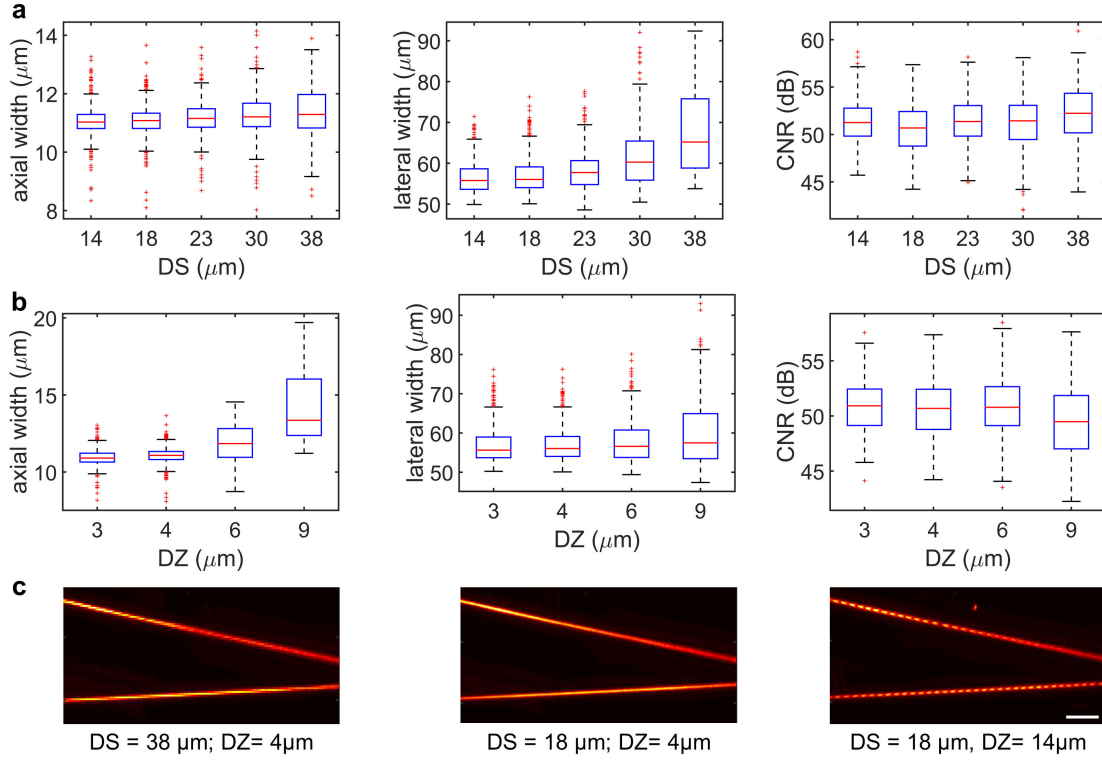 a
axial width (μm)
14
12
10
8
14 18 23 30 38
DS (μm)
lateral width (μm)
90
80
70
60
50
14 18 23 30 38
DS (μm)
CNR (dB)
60
55
50
45
14 18 23 30 38
DS (μm)
b
axial width (μm)
20
15
10
3 4 6 9
DZ (μm)
lateral width (μm)
90
80
70
60
50
3 4 6 9
DZ (μm)
CNR (dB)
55
50
45
3 4 6 9
DZ (μm)
c
DS = 38 μm; DZ= 4μm
DS = 18 μm; DZ= 4μm
DS = 18 μm, DZ= 14μm